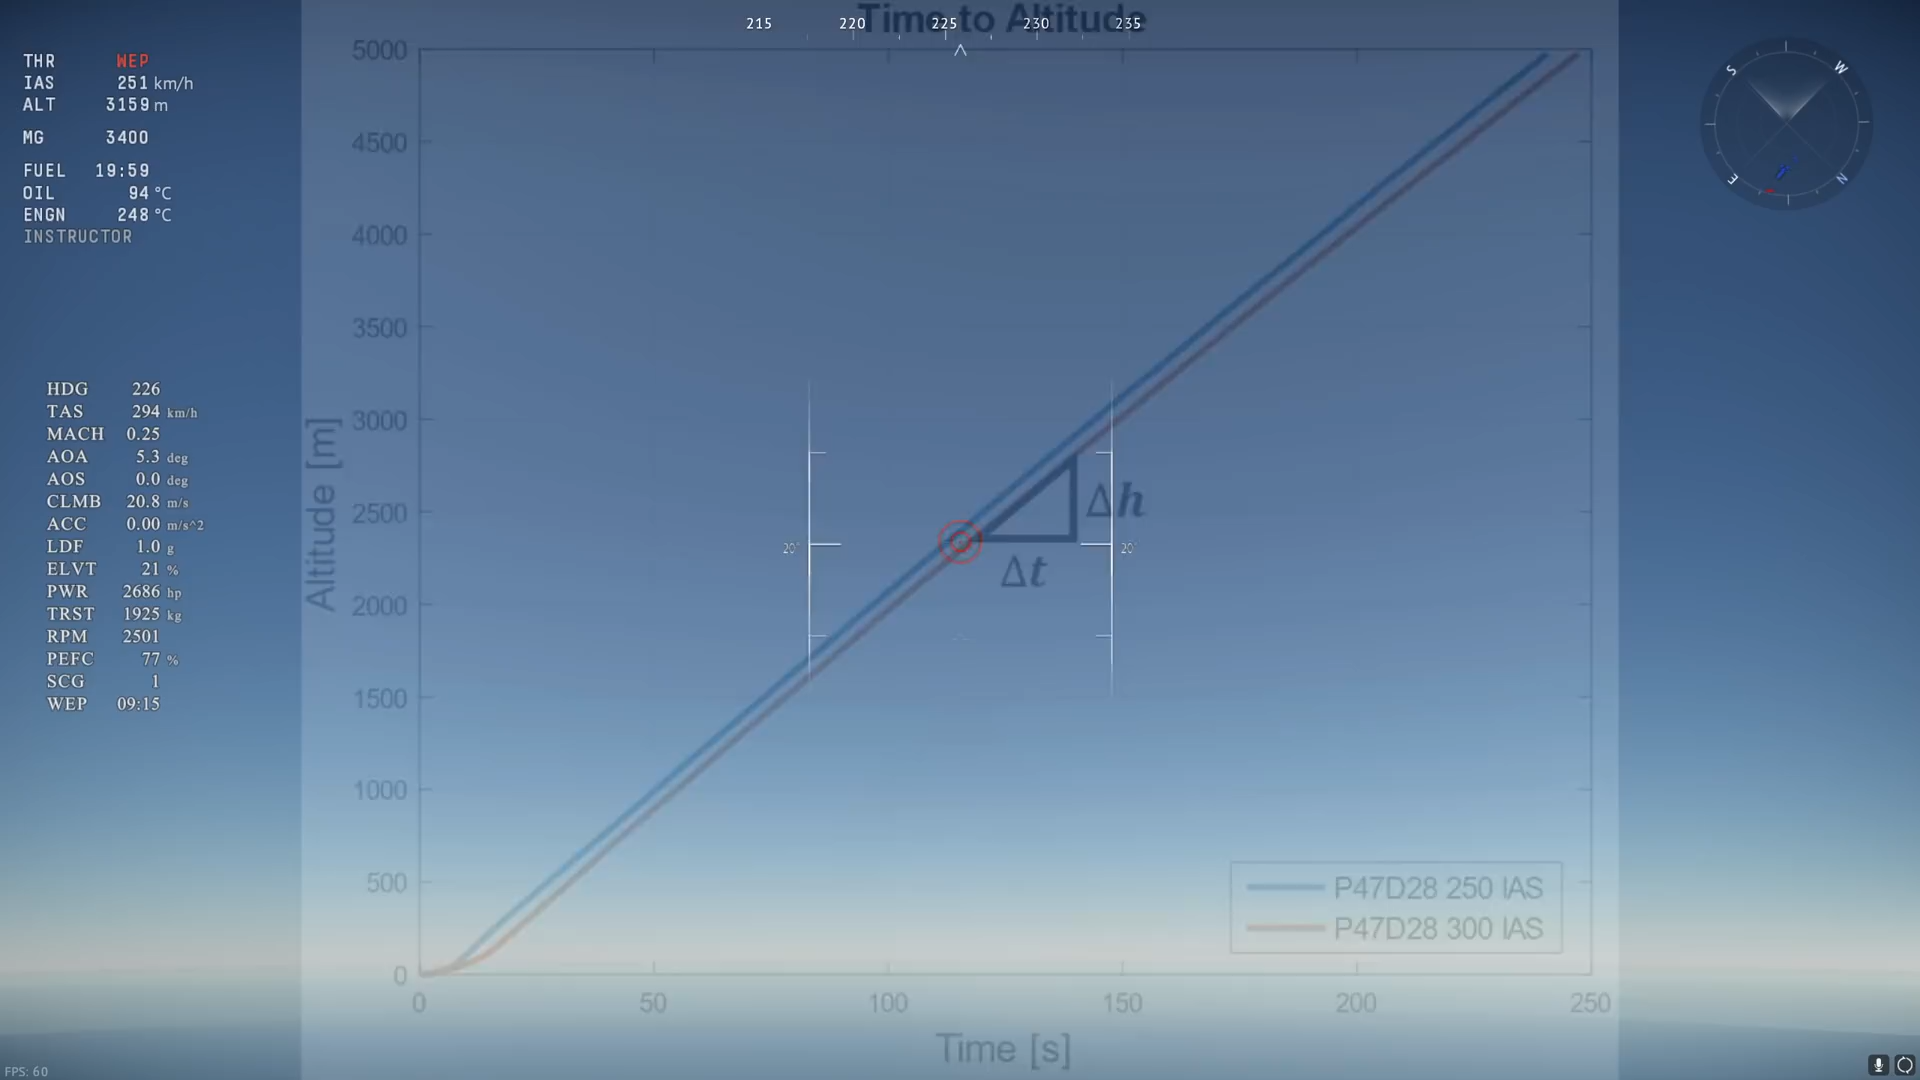 215 220 225 230 235
Time to Altitude
THR WEP
IAS 251 km/h
ALT 3159 m
MG 3400
FUEL 19:59
OIL 94 °C
ENGN 248 °C
INSTRUCTOR
HDG 226
TAS 294 km/h
MACH 0.25
AOA 5.3 deg
AOS 0.0 deg
CLMB 20.8 m/s
ACC 0.00 m/s^2
LDF 1.0 g
ELVT 21 %
PWR 2686 hp
TRST 1925 kg
RPM 2501
PEFC 77 %
SCG 1
WEP 09:15
S W
E N
5000
4500
4000
3500
3000
2500
2000
1500
1000
500
0
Altitude [m]
Δh
20° 20°
Δt
P47D28 250 IAS
P47D28 300 IAS
0 50 100 150 200 250
Time [s]
FPS: 60